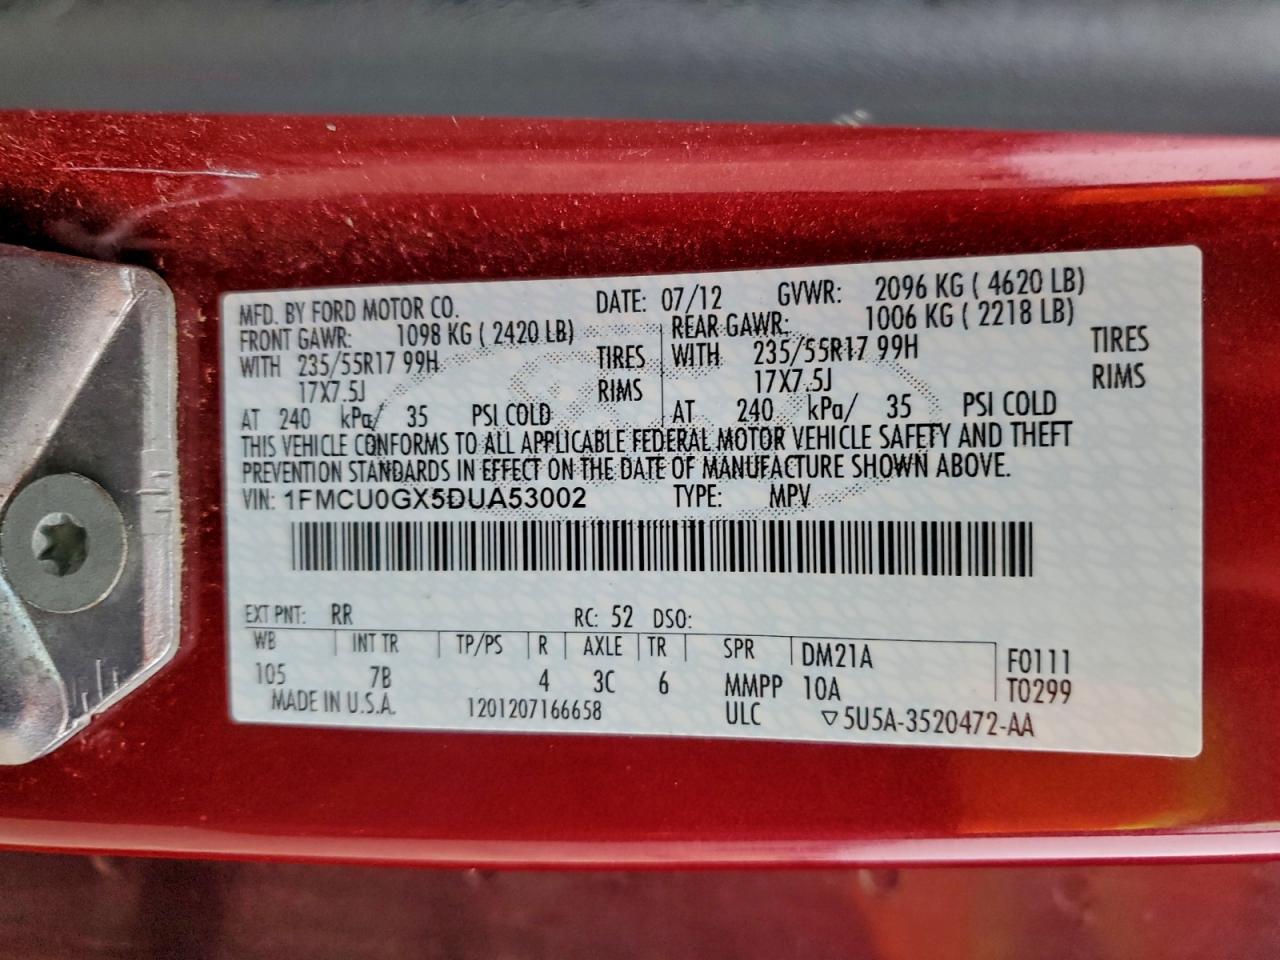 MFD. BY FORD MOTOR CO. DATE: 07/12 GVWR: 2096 KG ( 4620 LB)
FRONT GAWR: 1098 KG ( 2420 LB) REAR GAWR: 1006 KG ( 2218 LB)
WITH 235/55R17 99H TIRES WITH 235/55R17 99H TIRES
17X7.5J RIMS 17X7.5J RIMS
AT 240 kPa/ 35 PSI COLD AT 240 kPa/ 35 PSI COLD
THIS VEHICLE CONFORMS TO ALL APPLICABLE FEDERAL MOTOR VEHICLE SAFETY AND THEFT
PREVENTION STANDARDS IN EFFECT ON THE DATE OF MANUFACTURE SHOWN ABOVE.
VIN: 1FMCU0GX5DUA53002 TYPE: MPV
EXT PNT: RR RC: 52 DSO:
WB INT TR TP/PS R AXLE TR SPR DM21A F0111
105 7B 4 3C 6 MMPP 10A T0299
MADE IN U.S.A. 1201207166658 ULC ▽5U5A-3520472-AA